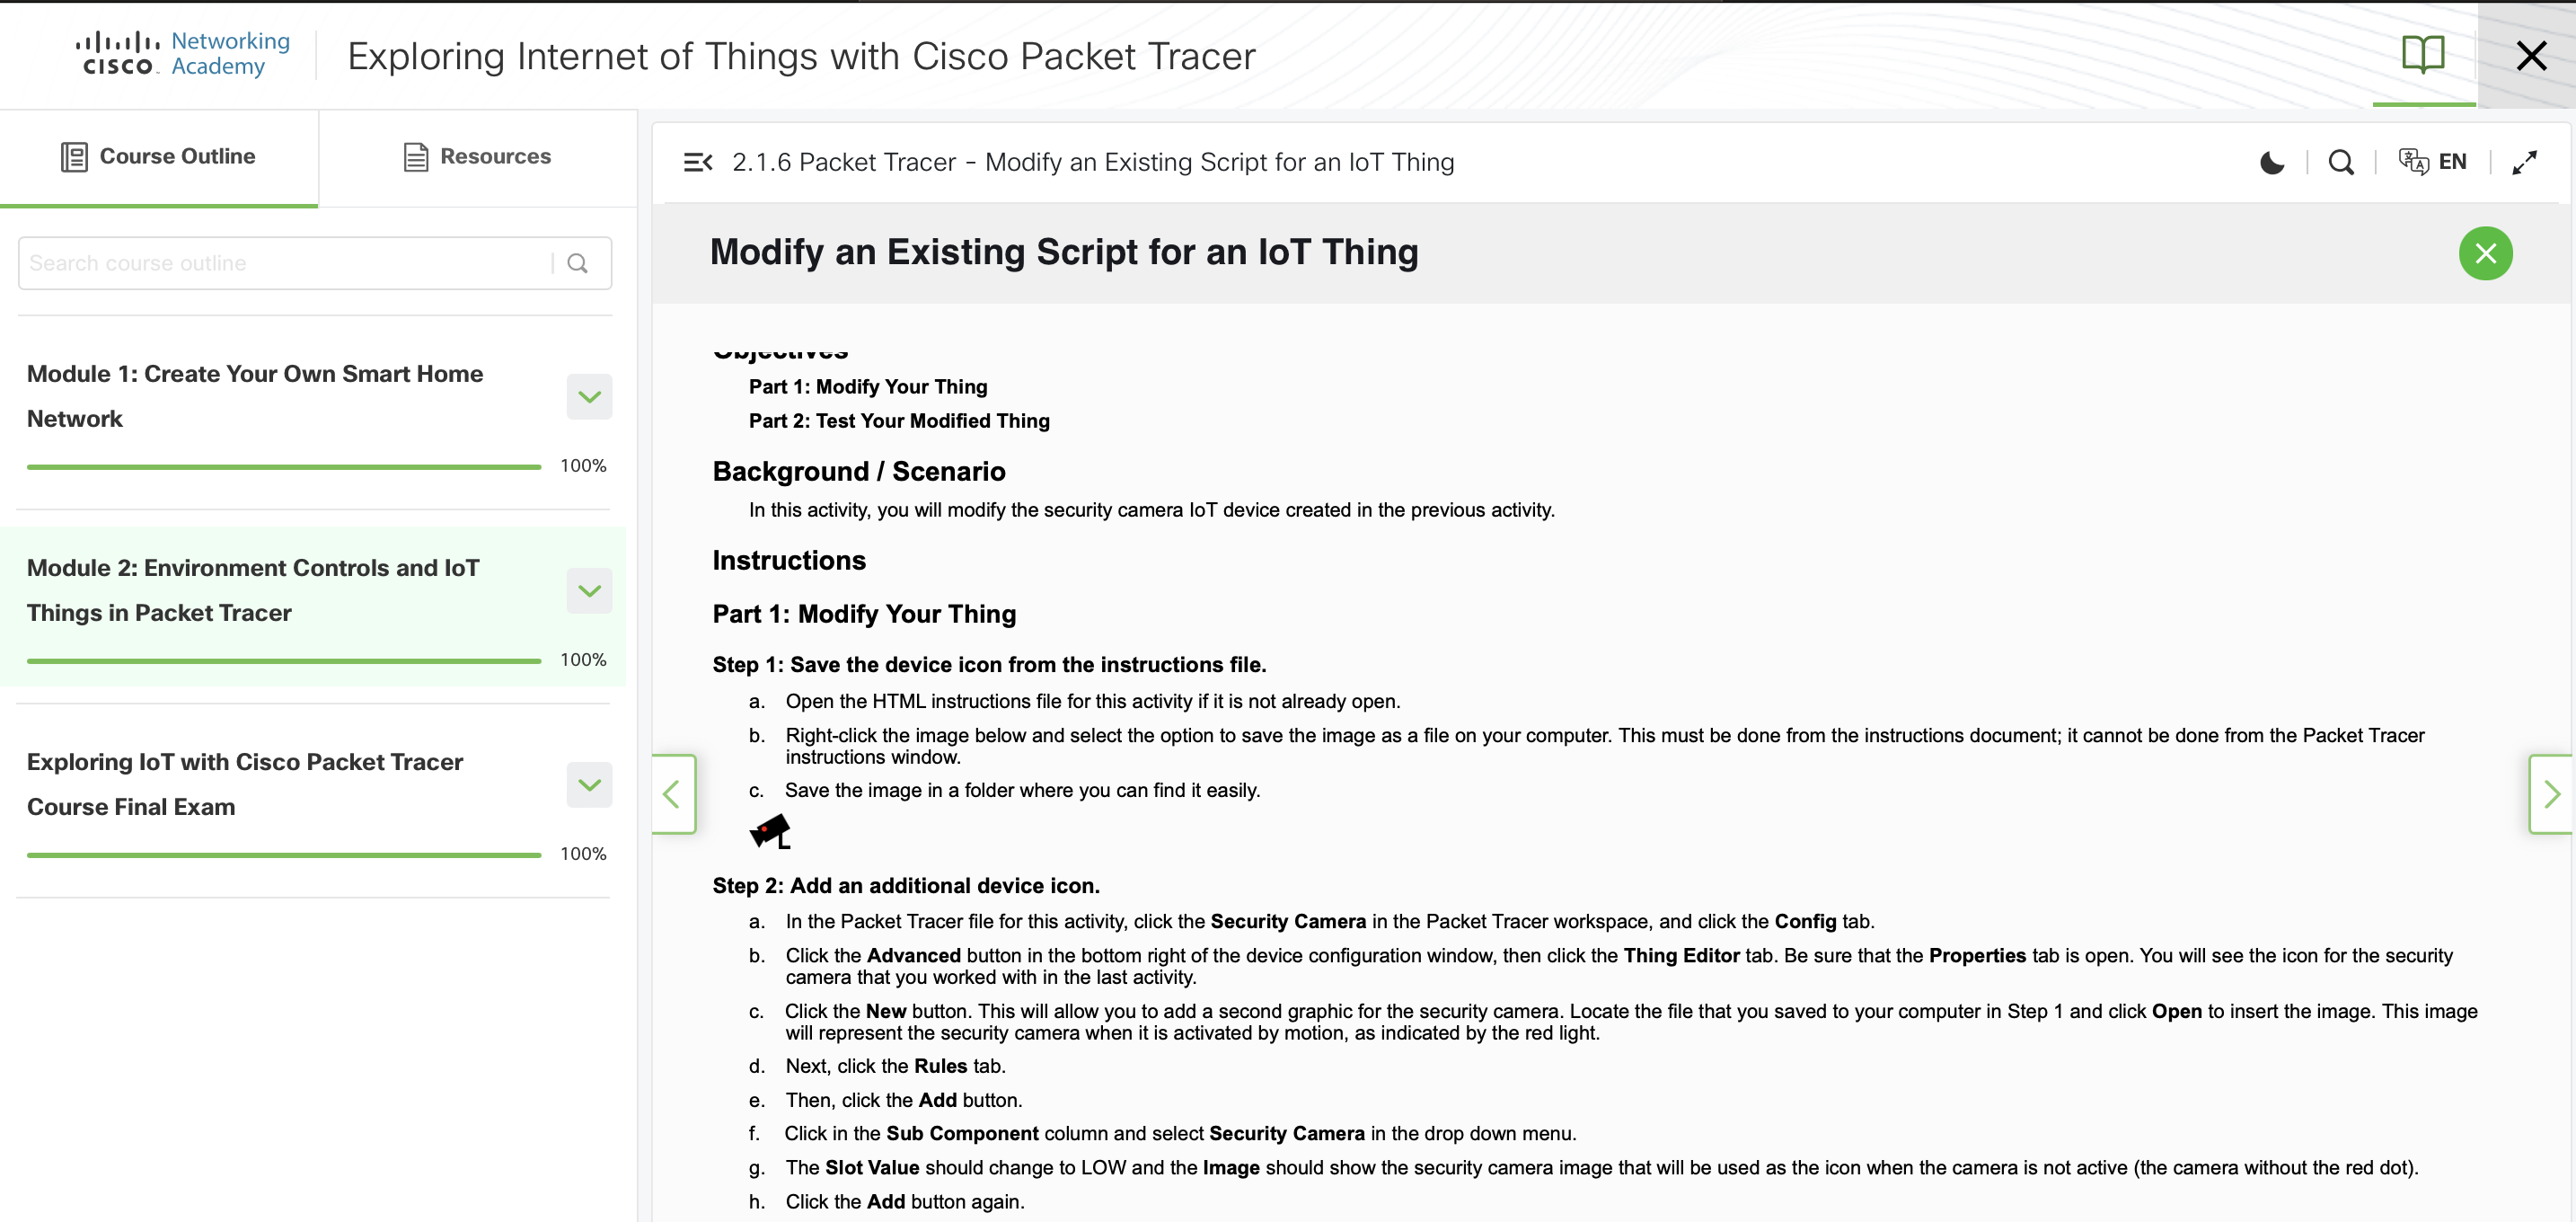 CISCO Networking Academy
Exploring Internet of Things with Cisco Packet Tracer
Course Outline
Resources
Search course outline
Module 1: Create Your Own Smart Home
Network
100%
Module 2: Environment Controls and IoT
Things in Packet Tracer
100%
Exploring IoT with Cisco Packet Tracer
Course Final Exam
100%
2.1.6 Packet Tracer - Modify an Existing Script for an IoT Thing
EN
Modify an Existing Script for an IoT Thing
Objectives
Part 1: Modify Your Thing
Part 2: Test Your Modified Thing
Background / Scenario
In this activity, you will modify the security camera IoT device created in the previous activity.
Instructions
Part 1: Modify Your Thing
Step 1: Save the device icon from the instructions file.
a. Open the HTML instructions file for this activity if it is not already open.
b. Right-click the image below and select the option to save the image as a file on your computer. This must be done from the instructions document; it cannot be done from the Packet Tracer
instructions window.
c. Save the image in a folder where you can find it easily.
Step 2: Add an additional device icon.
a. In the Packet Tracer file for this activity, click the Security Camera in the Packet Tracer workspace, and click the Config tab.
b. Click the Advanced button in the bottom right of the device configuration window, then click the Thing Editor tab. Be sure that the Properties tab is open. You will see the icon for the security
camera that you worked with in the last activity.
c. Click the New button. This will allow you to add a second graphic for the security camera. Locate the file that you saved to your computer in Step 1 and click Open to insert the image. This image
will represent the security camera when it is activated by motion, as indicated by the red light.
d. Next, click the Rules tab.
e. Then, click the Add button.
f. Click in the Sub Component column and select Security Camera in the drop down menu.
g. The Slot Value should change to LOW and the Image should show the security camera image that will be used as the icon when the camera is not active (the camera without the red dot).
h. Click the Add button again.